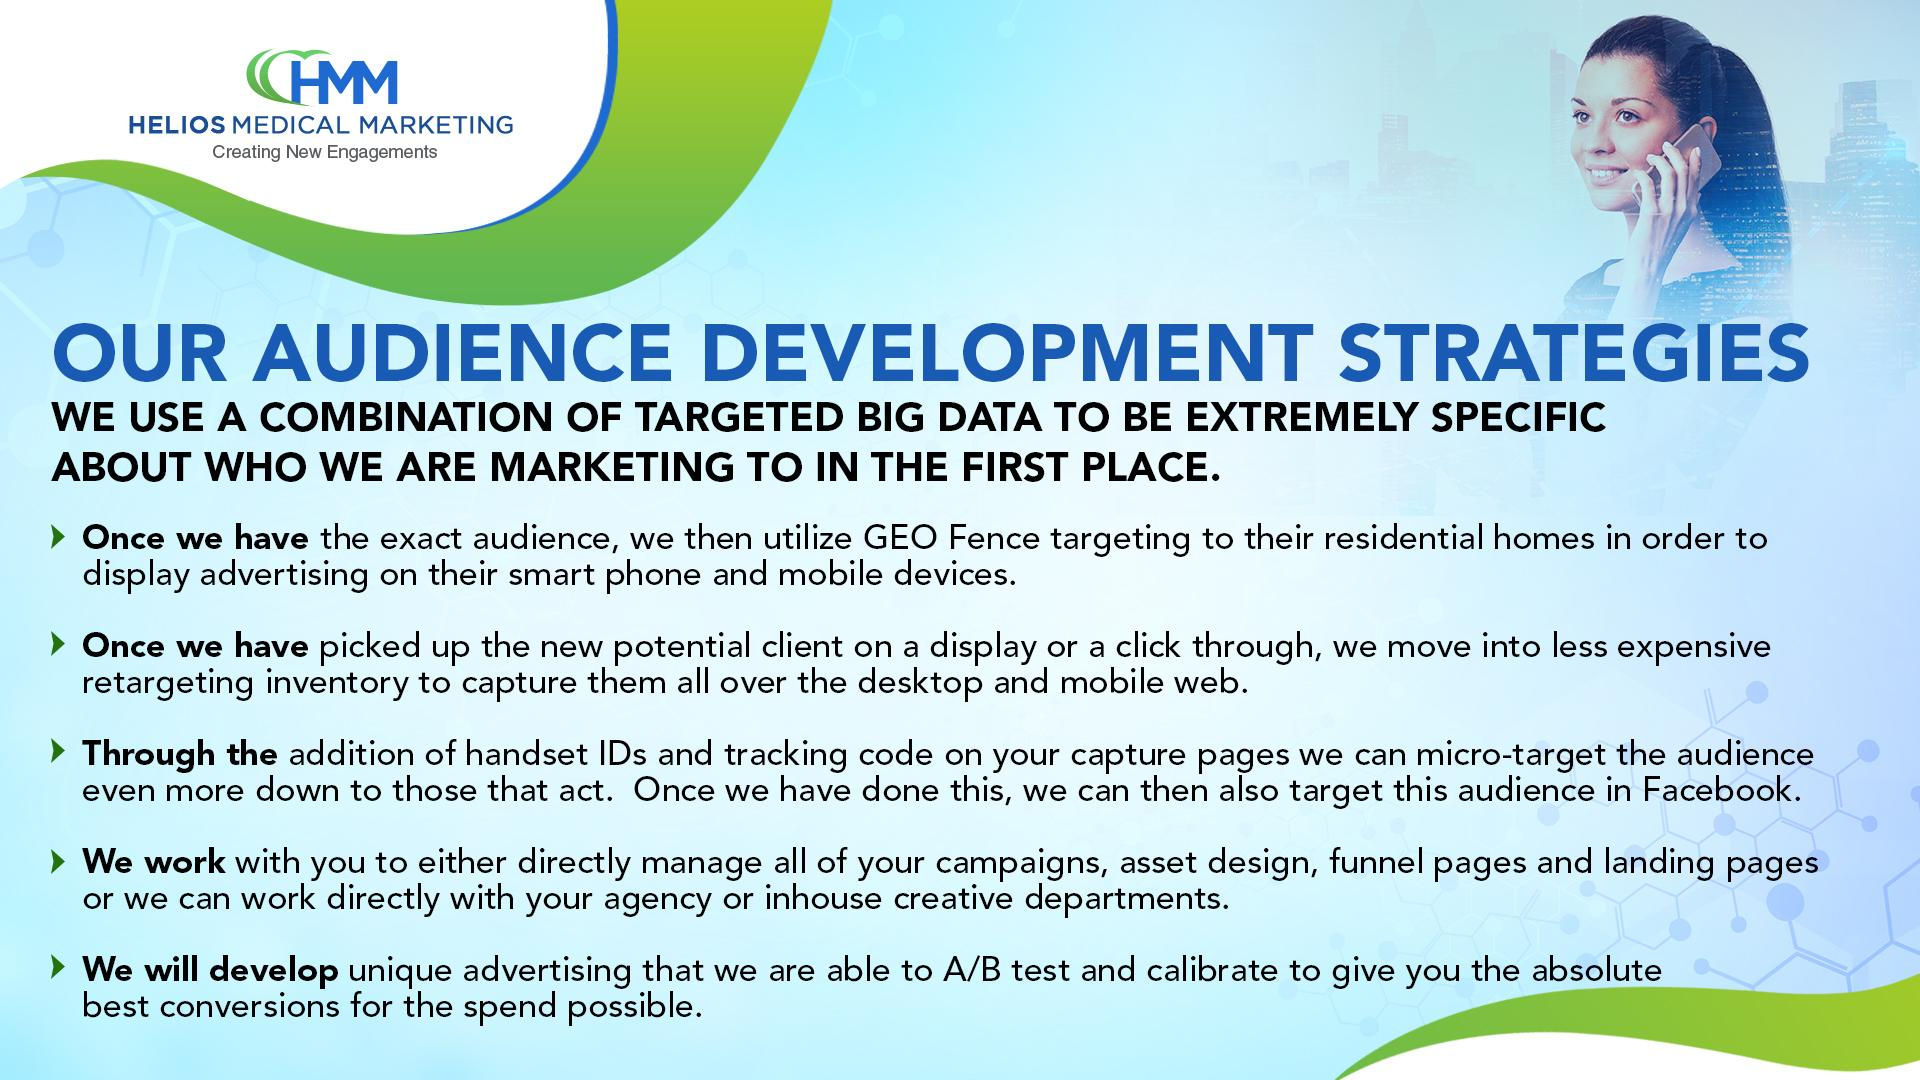 HMM
HELIOS MEDICAL MARKETING
Creating New Engagements
OUR AUDIENCE DEVELOPMENT STRATEGIES
WE USE A COMBINATION OF TARGETED BIG DATA TO BE EXTREMELY SPECIFIC
ABOUT WHO WE ARE MARKETING TO IN THE FIRST PLACE.
Once we have the exact audience, we then utilize GEO Fence targeting to their residential homes in order to
display advertising on their smart phone and mobile devices.
Once we have picked up the new potential client on a display or a click through, we move into less expensive
retargeting inventory to capture them all over the desktop and mobile web.
Through the addition of handset IDs and tracking code on your capture pages we can micro-target the audience
even more down to those that act.  Once we have done this, we can then also target this audience in Facebook.
We work with you to either directly manage all of your campaigns, asset design, funnel pages and landing pages
or we can work directly with your agency or inhouse creative departments.
We will develop unique advertising that we are able to A/B test and calibrate to give you the absolute
best conversions for the spend possible.